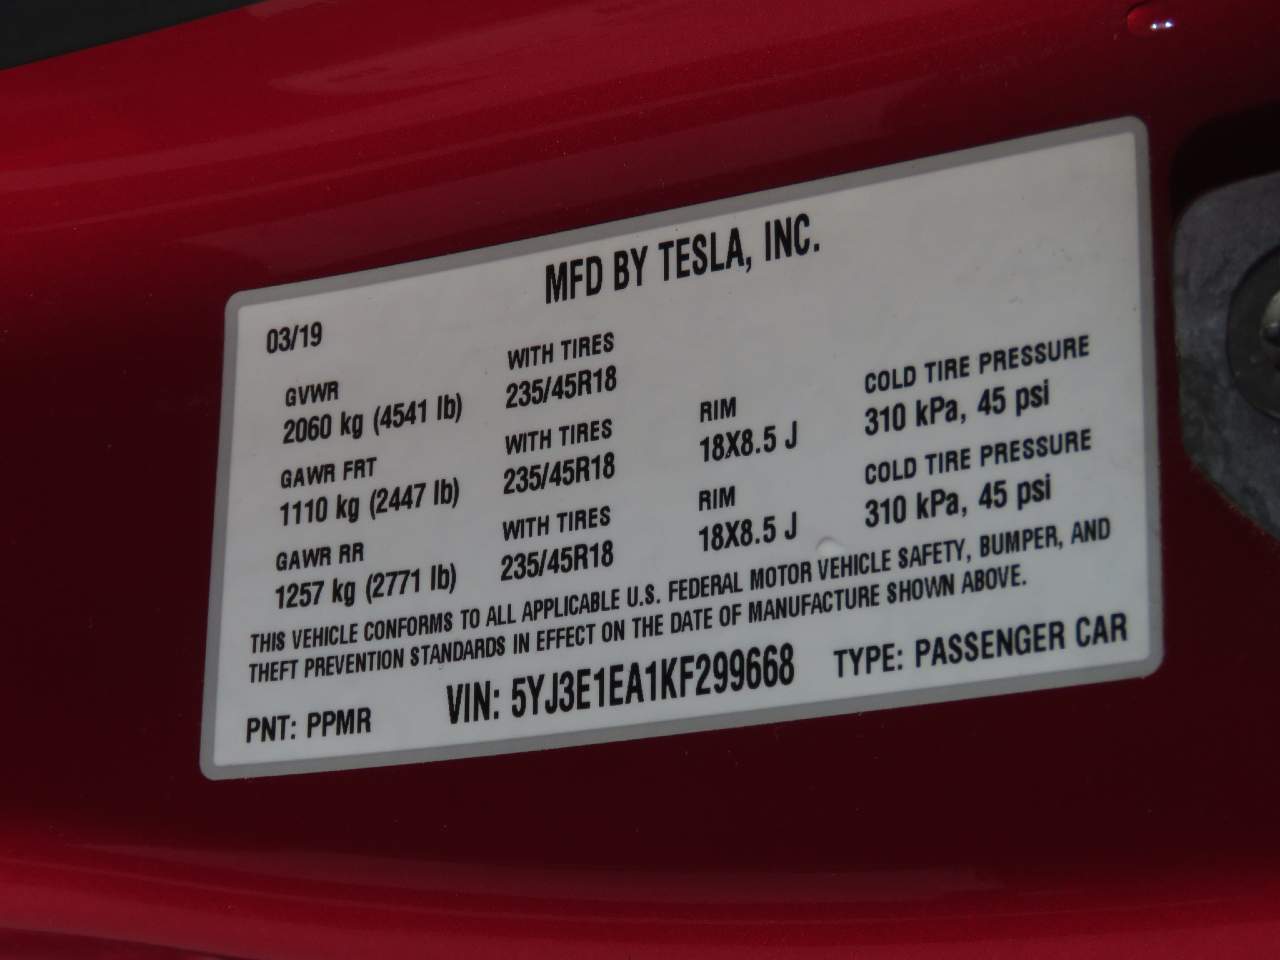 MFD BY TESLA, INC.
03/19
GVWR WITH TIRES
2060 kg (4541 lb) 235/45R18
GAWR FRT WITH TIRES RIM COLD TIRE PRESSURE
1110 kg (2447 lb) 235/45R18 18X8.5 J 310 kPa, 45 psi
GAWR RR WITH TIRES RIM COLD TIRE PRESSURE
1257 kg (2771 lb) 235/45R18 18X8.5 J 310 kPa, 45 psi
THIS VEHICLE CONFORMS TO ALL APPLICABLE U.S. FEDERAL MOTOR VEHICLE SAFETY, BUMPER, AND
THEFT PREVENTION STANDARDS IN EFFECT ON THE DATE OF MANUFACTURE SHOWN ABOVE.
PNT: PPMR VIN: 5YJ3E1EA1KF299668 TYPE: PASSENGER CAR